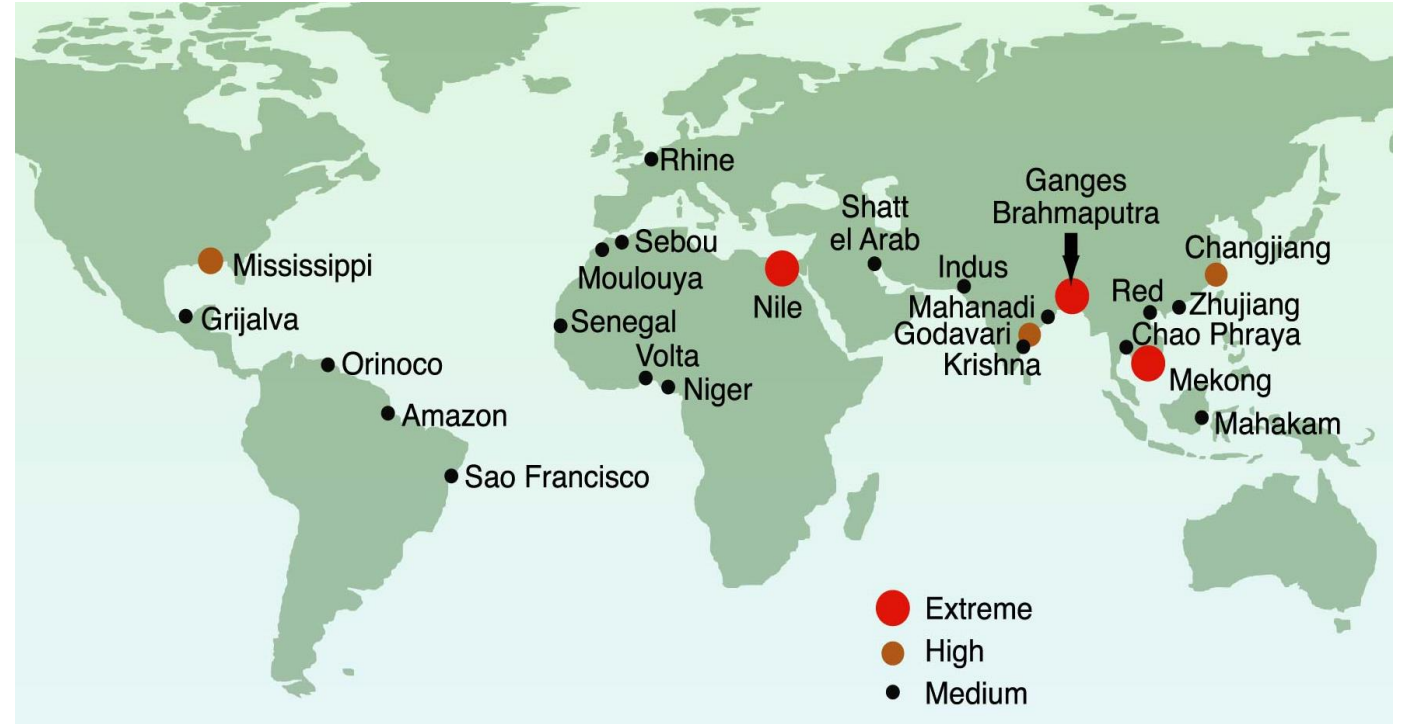 Rhine
Ganges
Brahmaputra
Shatt
el Arab
Sebou
Changjiang
Mississippi
Moulouya
Indus
Nile
Mahanadi
Red
Zhujiang
Grijalva
Senegal
Godavari
Chao Phraya
Volta
Krishna
Orinoco
Niger
Mekong
Amazon
Mahakam
Sao Francisco
Extreme
High
Medium